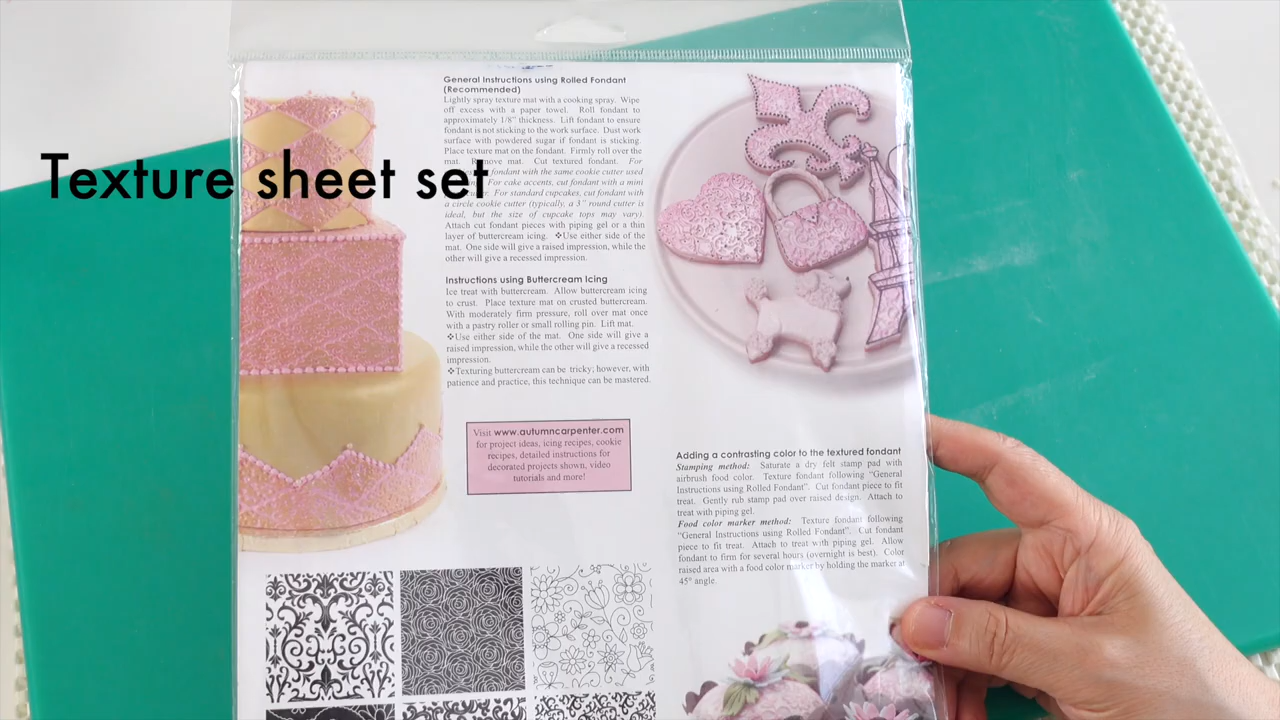 Texture sheet set
General Instructions using Rolled Fondant
(Recommended)
Lightly spray texture mat with a cooking spray. Wipe
off excess with a paper towel. Roll fondant to
approximately 1/8" thickness. Lift fondant to ensure
fondant is not sticking to the work surface. Dust work
surface with powdered sugar if fondant is sticking.
Place texture mat on the fondant. Firmly roll over the
mat. Remove mat. Cut textured fondant. For
fondant with the same cookie cutter used
For cake accents, cut fondant with a mini
For standard cupcakes, cut fondant with
a circle cookie cutter (typically, a 3" round cutter is
ideal, but the size of cupcake tops may vary).
Attach cut fondant pieces with piping gel or a thin
layer of buttercream icing. ❖Use either side of the
mat. One side will give a raised impression, while the
other will give a recessed impression.
Instructions using Buttercream Icing
Ice treat with buttercream. Allow buttercream icing
to crust. Place texture mat on crusted buttercream.
With moderately firm pressure, roll over mat once
with a pastry roller or small rolling pin. Lift mat.
❖Use either side of the mat. One side will give a
raised impression, while the other will give a recessed
impression.
❖Texturing buttercream can be tricky; however, with
patience and practice, this technique can be mastered.
Visit www.autumncarpenter.com
for project ideas, icing recipes, cookie
recipes, detailed instructions for
decorated projects shown, video
tutorials and more!
Adding a contrasting color to the textured fondant
Stamping method: Saturate a dry felt stamp pad with
airbrush food color. Texture fondant following "General
Instructions using Rolled Fondant". Cut fondant piece to fit
treat. Gently rub stamp pad over raised design. Attach to
treat with piping gel.
Food color marker method: Texture fondant following
"General Instructions using Rolled Fondant". Cut fondant
piece to fit treat. Attach to treat with piping gel. Allow
fondant to firm for several hours (overnight is best). Color
raised area with a food color marker by holding the marker at
45° angle.